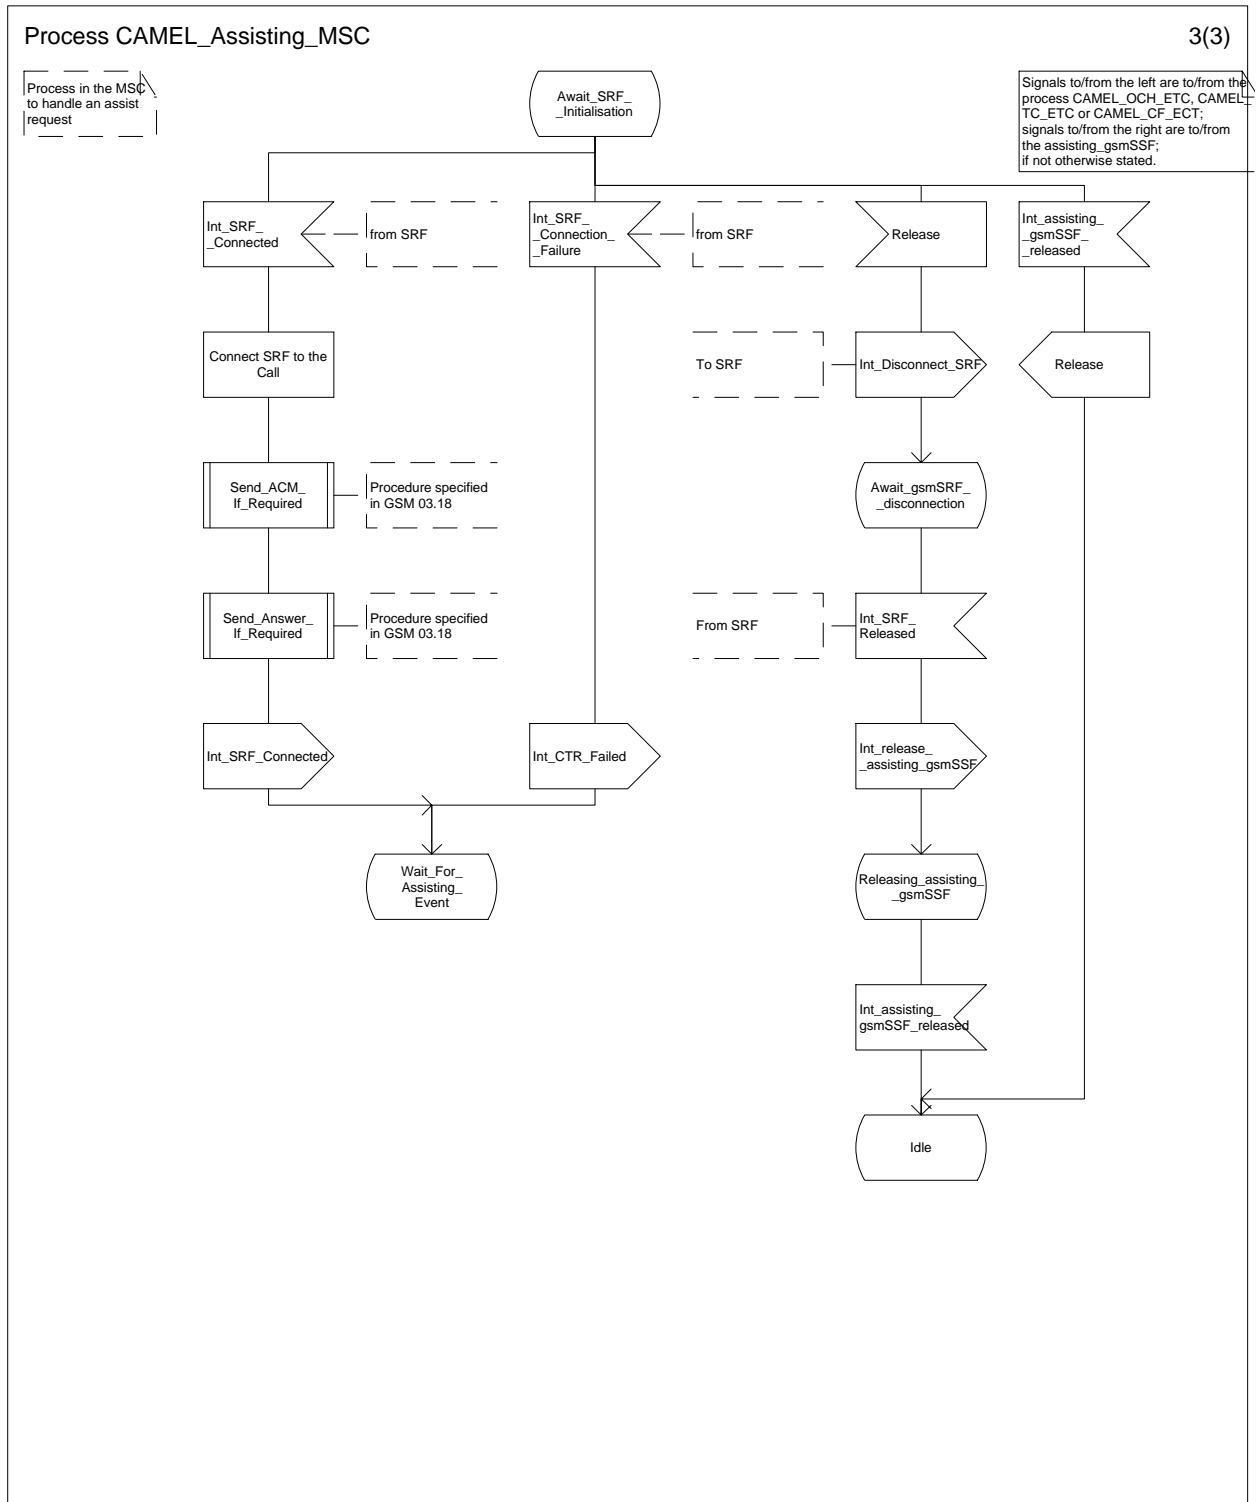 Process CAMEL_Assisting_MSC
3(3)
Process in the MSC
to handle an assist
request
Await_SRF_
_Initialisation
Signals to/from the left are to/from the
process CAMEL_OCH_ETC, CAMEL_
TC_ETC or CAMEL_CF_ECT;
signals to/from the right are to/from
the assisting_gsmSSF;
if not otherwise stated.
Int_SRF_
_Connected
from SRF
Int_SRF_
_Connection_
_Failure
from SRF
Release
Int_assisting_
_gsmSSF_
_released
Connect SRF to the
Call
To SRF
Int_Disconnect_SRF
Release
Send_ACM_
If_Required
Procedure specified
in GSM 03.18
Await_gsmSRF_
_disconnection
Send_Answer_
If_Required
Procedure specified
in GSM 03.18
From SRF
Int_SRF_
Released
Int_SRF_Connected
Int_CTR_Failed
Int_release_
_assisting_gsmSSF
Wait_For_
Assisting_
Event
Releasing_assisting_
_gsmSSF
Int_assisting_
gsmSSF_released
Idle